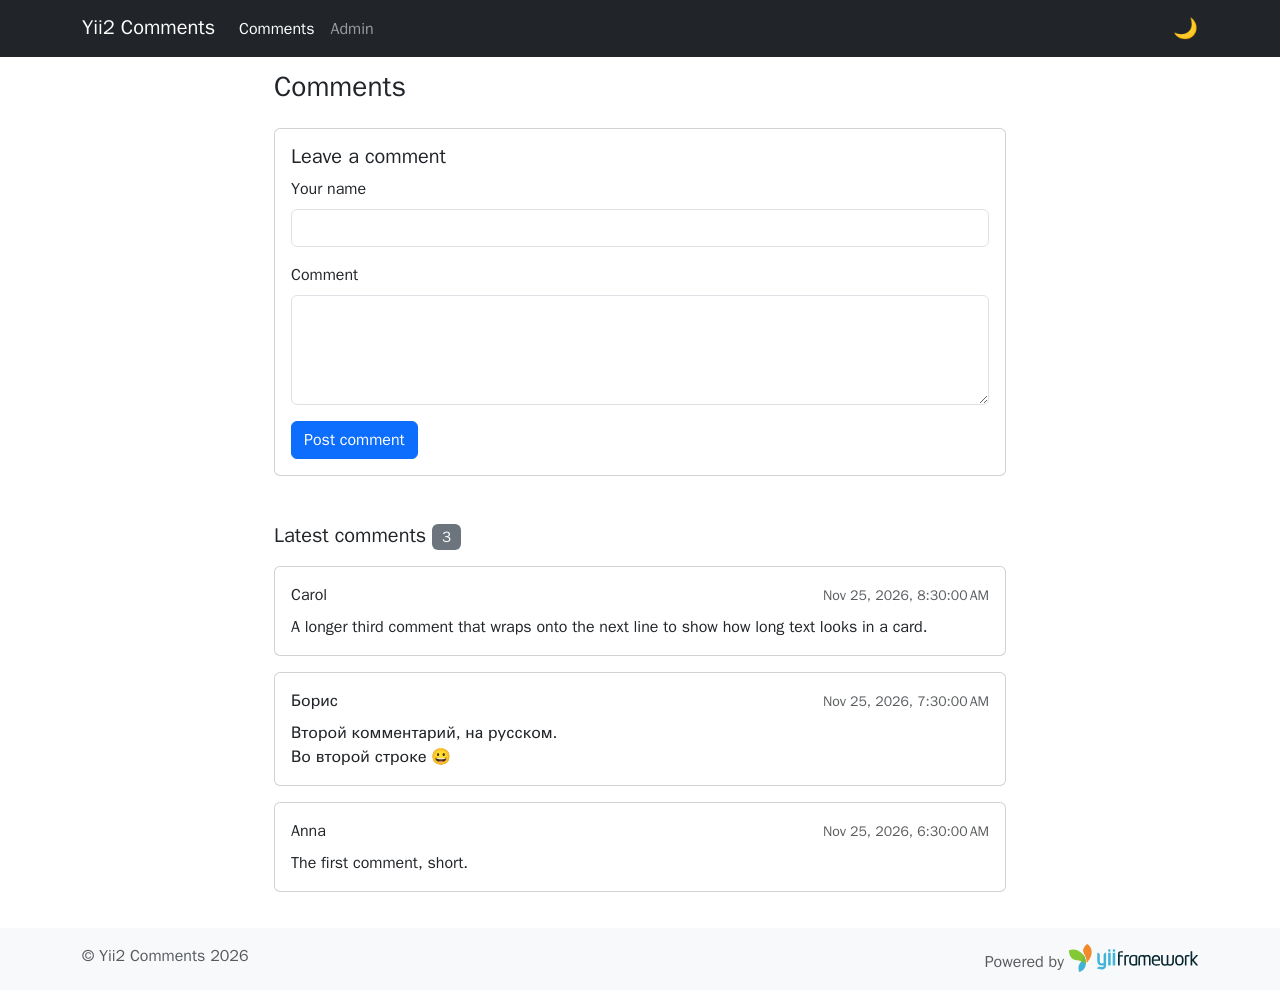 Yii2 Comments Comments Admin 🌙
Comments
Leave a comment
Your name
Comment
Post comment
Latest comments 3
Carol Nov 25, 2026, 8:30:00 AM
A longer third comment that wraps onto the next line to show how long text looks in a card.
Борис Nov 25, 2026, 7:30:00 AM
Второй комментарий, на русском.
Во второй строке 😀
Anna Nov 25, 2026, 6:30:00 AM
The first comment, short.
© Yii2 Comments 2026 Powered by yiiframework